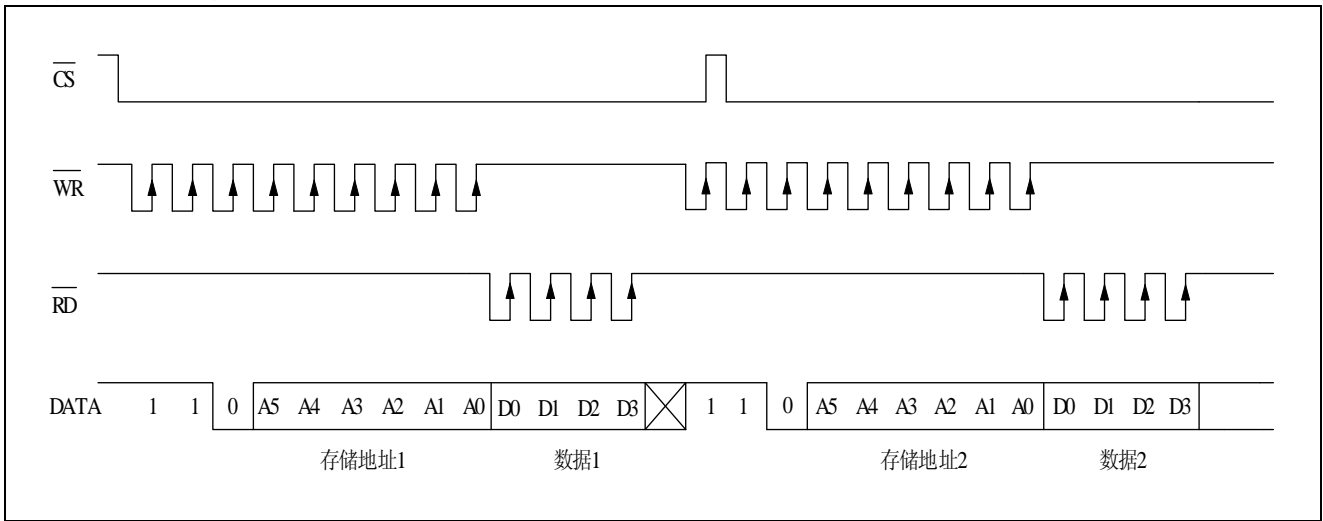 CS
WR
RD
DATA 1 1 0 A5 A4 A3 A2 A1 A0 D0 D1 D2 D3 1 1 0 A5 A4 A3 A2 A1 A0 D0 D1 D2 D3
存储地址1 数据1 存储地址2 数据2